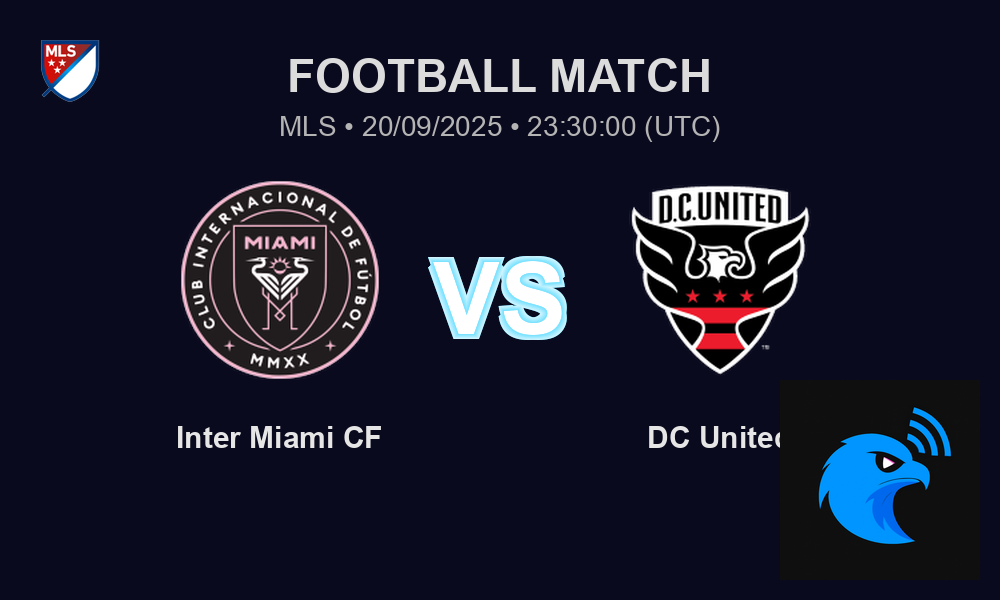 MLS
FOOTBALL MATCH
MLS • 20/09/2025 • 23:30:00 (UTC)
CLUB INTERNACIONAL DE FÚTBOL
MIAMI
MMXX
D.C.UNITED
TM
VS
Inter Miami CF
DC United